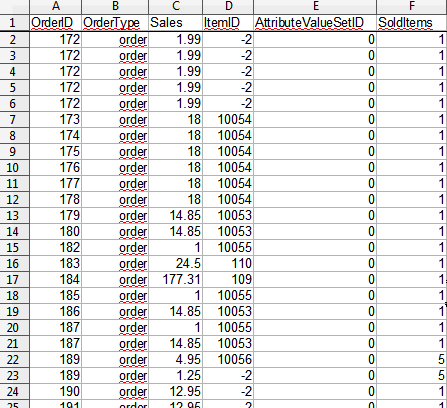 A B C D E F
1 OrderID OrderType Sales ItemID AttributeValueSetID SoldItems
2 172 order 1.99 -2 0 1
3 172 order 1.99 -2 0 1
4 172 order 1.99 -2 0 1
5 172 order 1.99 -2 0 1
6 172 order 1.99 -2 0 1
7 173 order 18 10054 0 1
8 174 order 18 10054 0 1
9 175 order 18 10054 0 1
10 176 order 18 10054 0 1
11 177 order 18 10054 0 1
12 178 order 18 10054 0 1
13 179 order 14.85 10053 0 1
14 180 order 14.85 10053 0 1
15 182 order 1 10055 0 1
16 183 order 24.5 110 0 1
17 184 order 177.31 109 0 1
18 185 order 1 10055 0 1
19 186 order 14.85 10053 0 1
20 187 order 1 10055 0 1
21 187 order 14.85 10053 0 1
22 189 order 4.95 10056 0 5
23 189 order 1.25 -2 0 5
24 190 order 12.95 -2 0 1
25 191 order 12.96 0 1